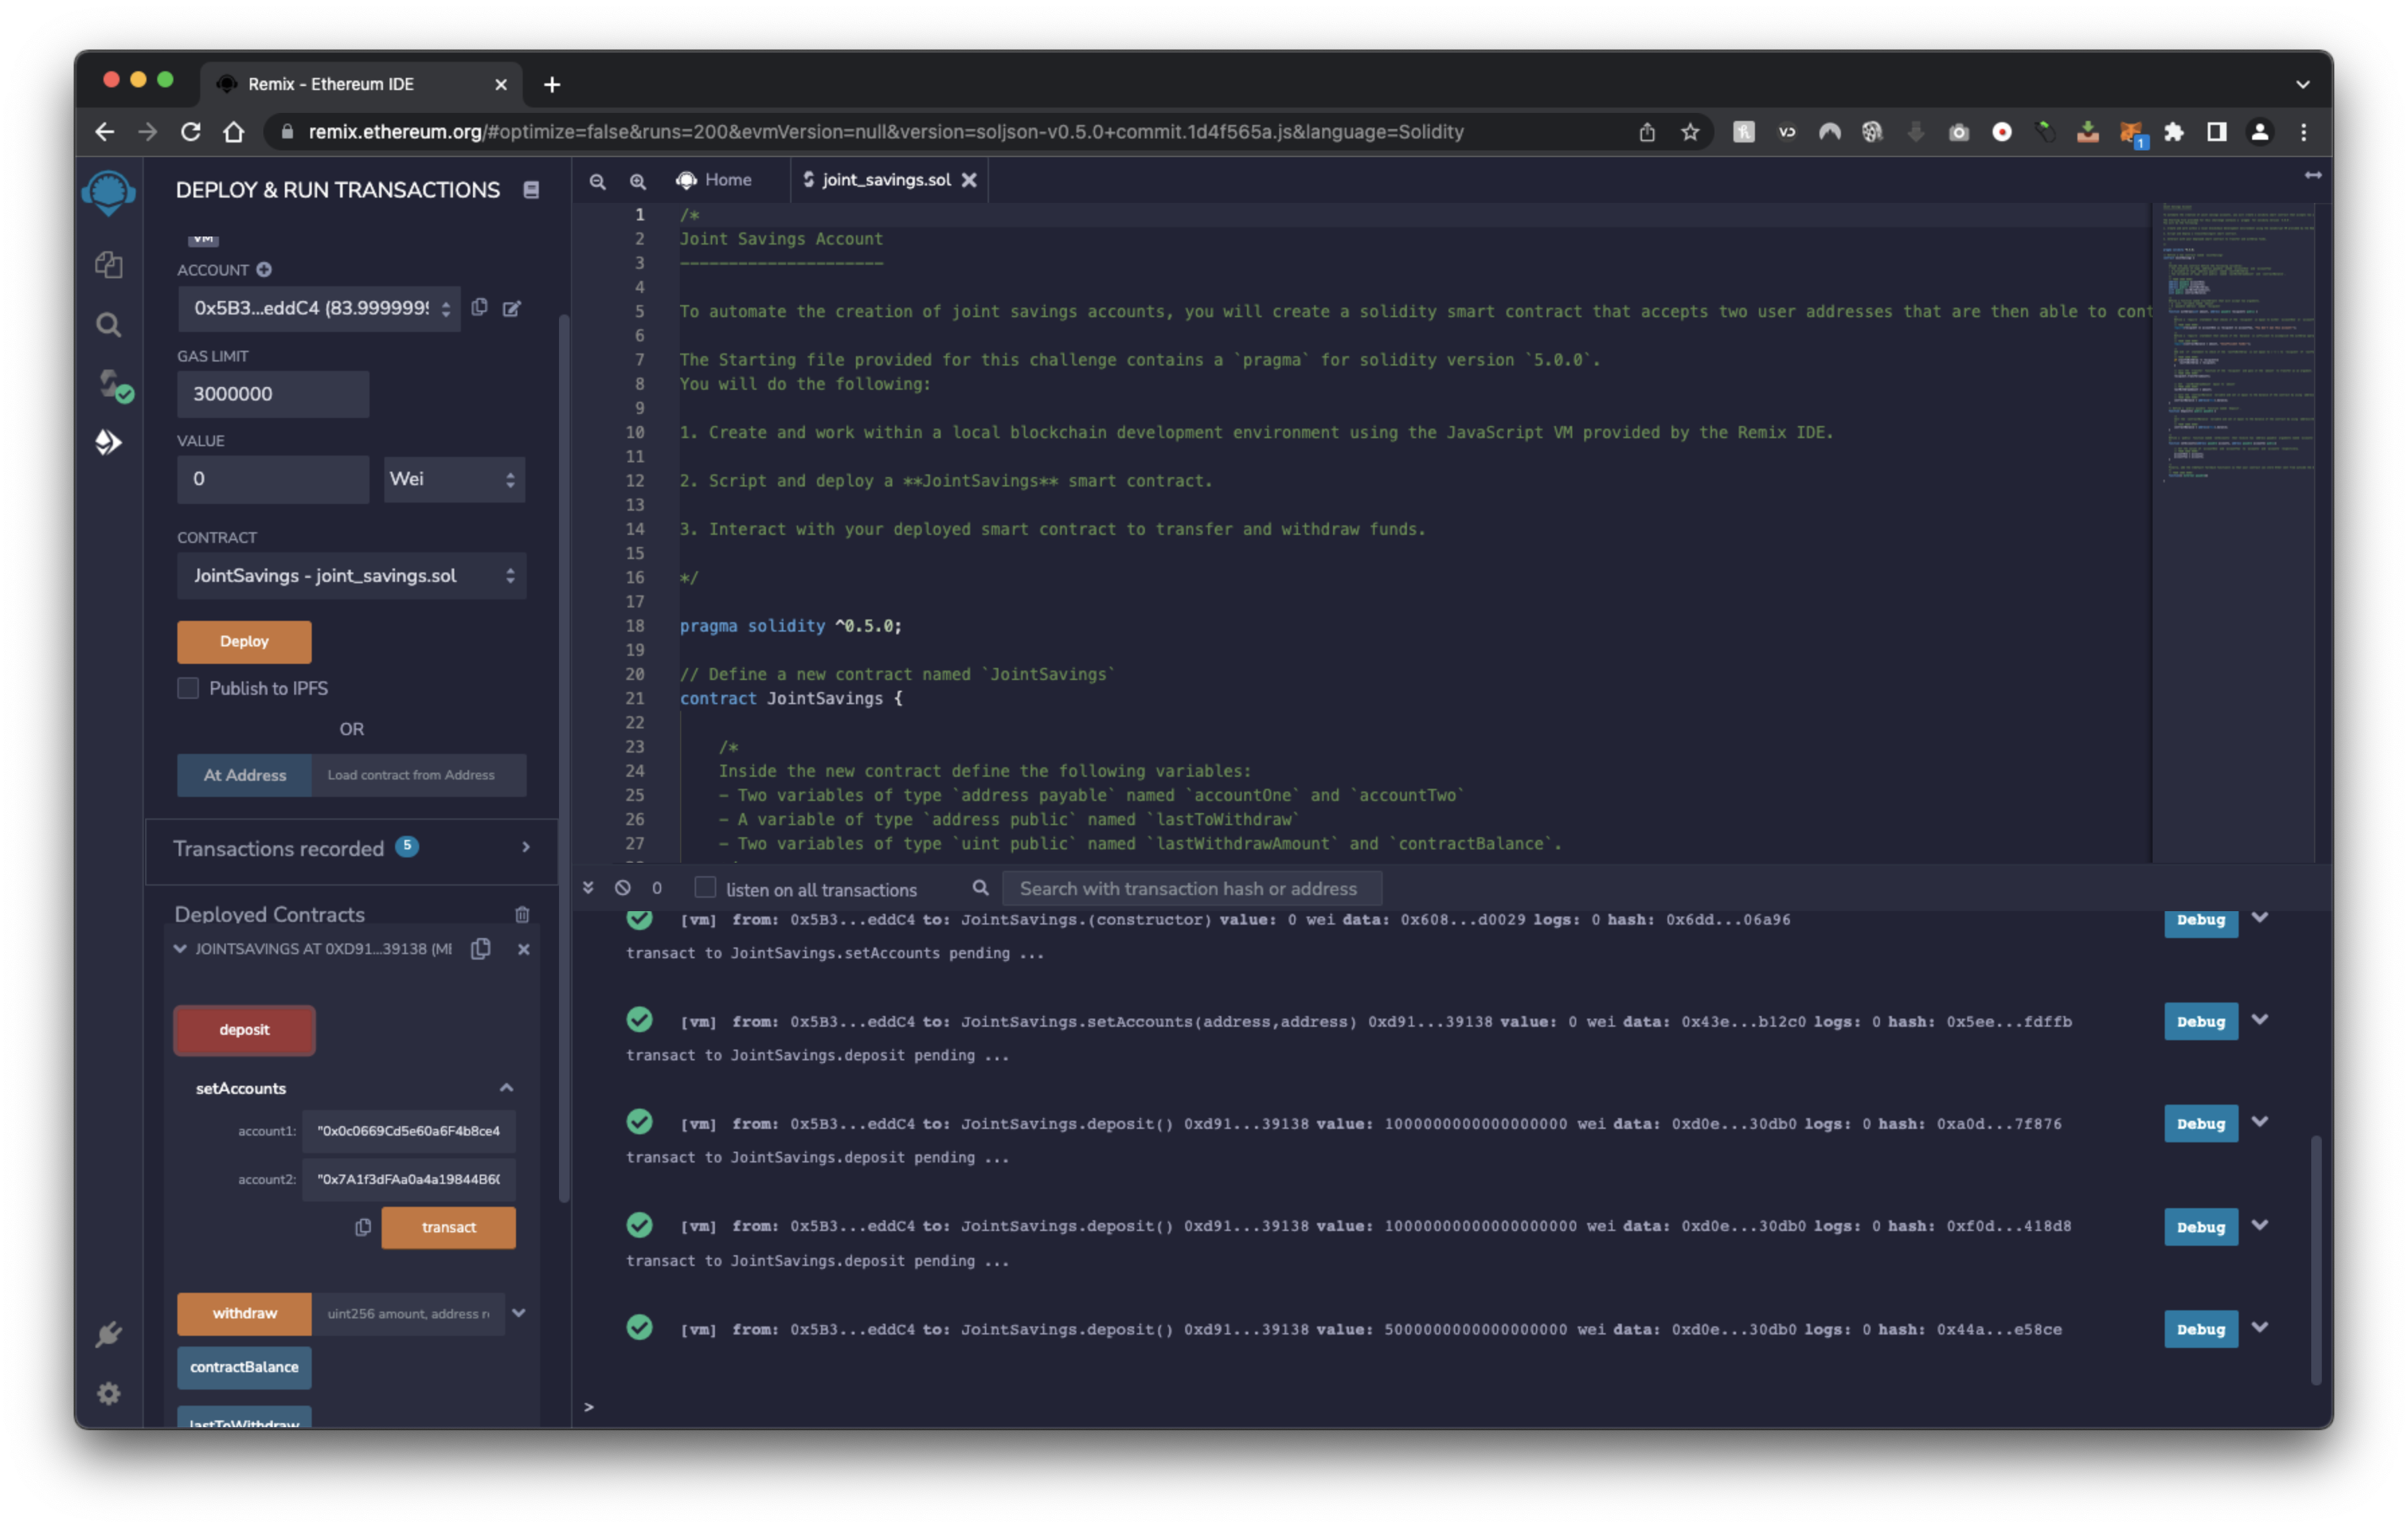 Remix - Ethereum IDE
remix.ethereum.org/#optimize=false&runs=200&evmVersion=null&version=soljson-v0.5.0+commit.1d4f565a.js&language=Solidity
1
DEPLOY & RUN TRANSACTIONS
VM
ACCOUNT
0x5B3...eddC4 (83.9999999
GAS LIMIT
3000000
VALUE
0
Wei
CONTRACT
JointSavings - joint_savings.sol
Deploy
Publish to IPFS
OR
At Address
Load contract from Address
Transactions recorded 5
Deployed Contracts
JOINTSAVINGS AT 0XD91...39138 (ME
deposit
setAccounts
account1: "0x0c0669Cd5e60a6F4b8ce4
account2: "0x7A1f3dFAa0a4a19844B60
transact
withdraw
uint256 amount, address re
contractBalance
lastToWithdraw
Home
joint_savings.sol
1 /*
2 Joint Savings Account
3 ---------------------
4
5 To automate the creation of joint savings accounts, you will create a solidity smart contract that accepts two user addresses that are then able to cont
6
7 The Starting file provided for this challenge contains a `pragma` for solidity version `5.0.0`.
8 You will do the following:
9
10 1. Create and work within a local blockchain development environment using the JavaScript VM provided by the Remix IDE.
11
12 2. Script and deploy a **JointSavings** smart contract.
13
14 3. Interact with your deployed smart contract to transfer and withdraw funds.
15
16 */
17
18 pragma solidity ^0.5.0;
19
20 // Define a new contract named `JointSavings`
21 contract JointSavings {
22
23 /*
24 Inside the new contract define the following variables:
25 - Two variables of type `address payable` named `accountOne` and `accountTwo`
26 - A variable of type `address public` named `lastToWithdraw`
27 - Two variables of type `uint public` named `lastWithdrawAmount` and `contractBalance`.
0
listen on all transactions
Search with transaction hash or address
[vm] from: 0x5B3...eddC4 to: JointSavings.(constructor) value: 0 wei data: 0x608...d0029 logs: 0 hash: 0x6dd...06a96
Debug
transact to JointSavings.setAccounts pending ...
[vm] from: 0x5B3...eddC4 to: JointSavings.setAccounts(address,address) 0xd91...39138 value: 0 wei data: 0x43e...b12c0 logs: 0 hash: 0x5ee...fdffb
Debug
transact to JointSavings.deposit pending ...
[vm] from: 0x5B3...eddC4 to: JointSavings.deposit() 0xd91...39138 value: 1000000000000000000 wei data: 0xd0e...30db0 logs: 0 hash: 0xa0d...7f876
Debug
transact to JointSavings.deposit pending ...
[vm] from: 0x5B3...eddC4 to: JointSavings.deposit() 0xd91...39138 value: 10000000000000000000 wei data: 0xd0e...30db0 logs: 0 hash: 0xf0d...418d8
Debug
transact to JointSavings.deposit pending ...
[vm] from: 0x5B3...eddC4 to: JointSavings.deposit() 0xd91...39138 value: 5000000000000000000 wei data: 0xd0e...30db0 logs: 0 hash: 0x44a...e58ce
Debug
>